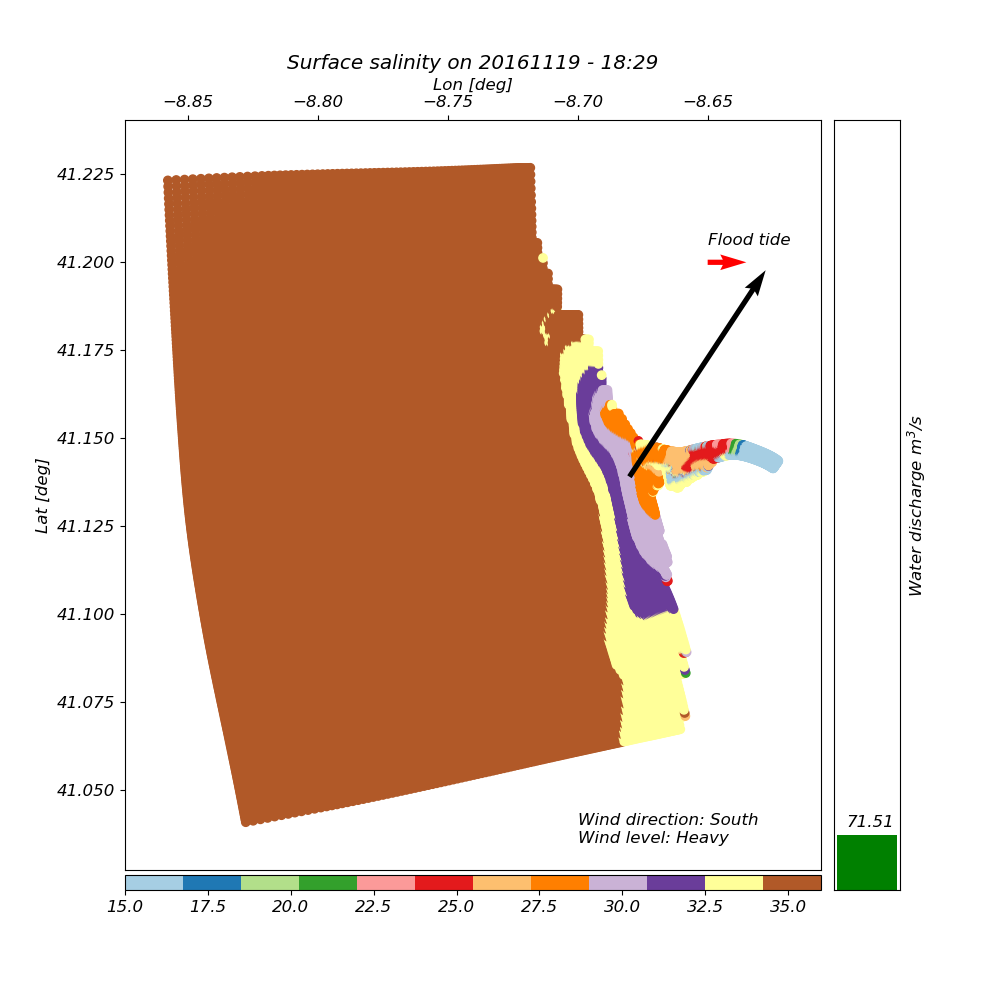 Surface salinity on 20161119 - 18:29
Lon [deg]
−8.85 −8.80 −8.75 −8.70 −8.65
41.225
41.200
41.175
41.150
41.125
41.100
41.075
41.050
Lat [deg]
Flood tide
Wind direction: South
Wind level: Heavy
15.0 17.5 20.0 22.5 25.0 27.5 30.0 32.5 35.0
71.51
Water discharge m³/s